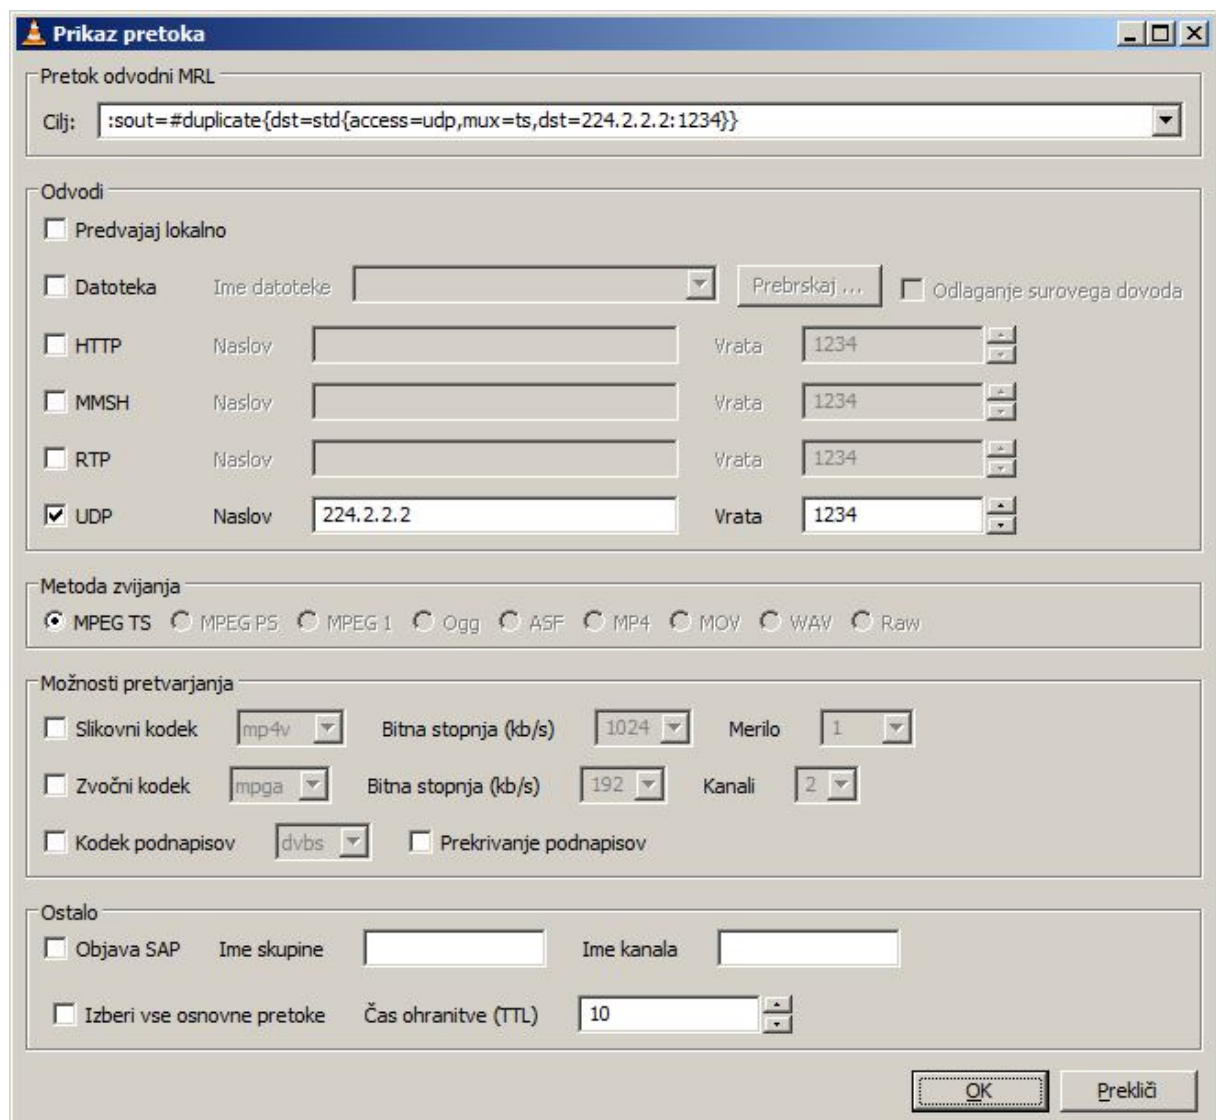 Prikaz pretoka
Pretok odvodni MRL
Cilj: :sout=#duplicate{dst=std{access=udp,mux=ts,dst=224.2.2.2:1234}}
Odvodi
Predvajaj lokalno
Datoteka Ime datoteke Prebrskaj ... Odlaganje surovega dovoda
HTTP Naslov Vrata 1234
MMSH Naslov Vrata 1234
RTP Naslov Vrata 1234
UDP Naslov 224.2.2.2 Vrata 1234
Metoda zvijanja
MPEG TS MPEG PS MPEG 1 Ogg ASF MP4 MOV WAV Raw
Možnosti pretvarjanja
Slikovni kodek mp4v Bitna stopnja (kb/s) 1024 Merilo 1
Zvočni kodek mpga Bitna stopnja (kb/s) 192 Kanali 2
Kodek podnapisov dvbs Prekrivanje podnapisov
Ostalo
Objava SAP Ime skupine Ime kanala
Izberi vse osnovne pretoke Čas ohranitve (TTL) 10
OK Prekliči